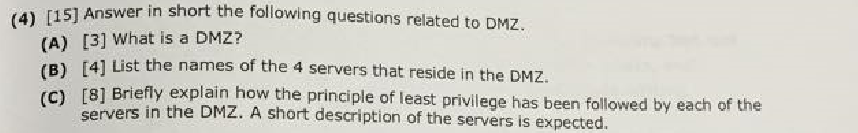 (4) [15] Answer in short the following questions related to DMZ.
(A) [3] What is a DMZ?
(B) [4] List the names of the 4 servers that reside in the DMZ.
(C) [8] Briefly explain how the principle of least privilege has been followed by each of the
servers in the DMZ. A short description of the servers is expected.